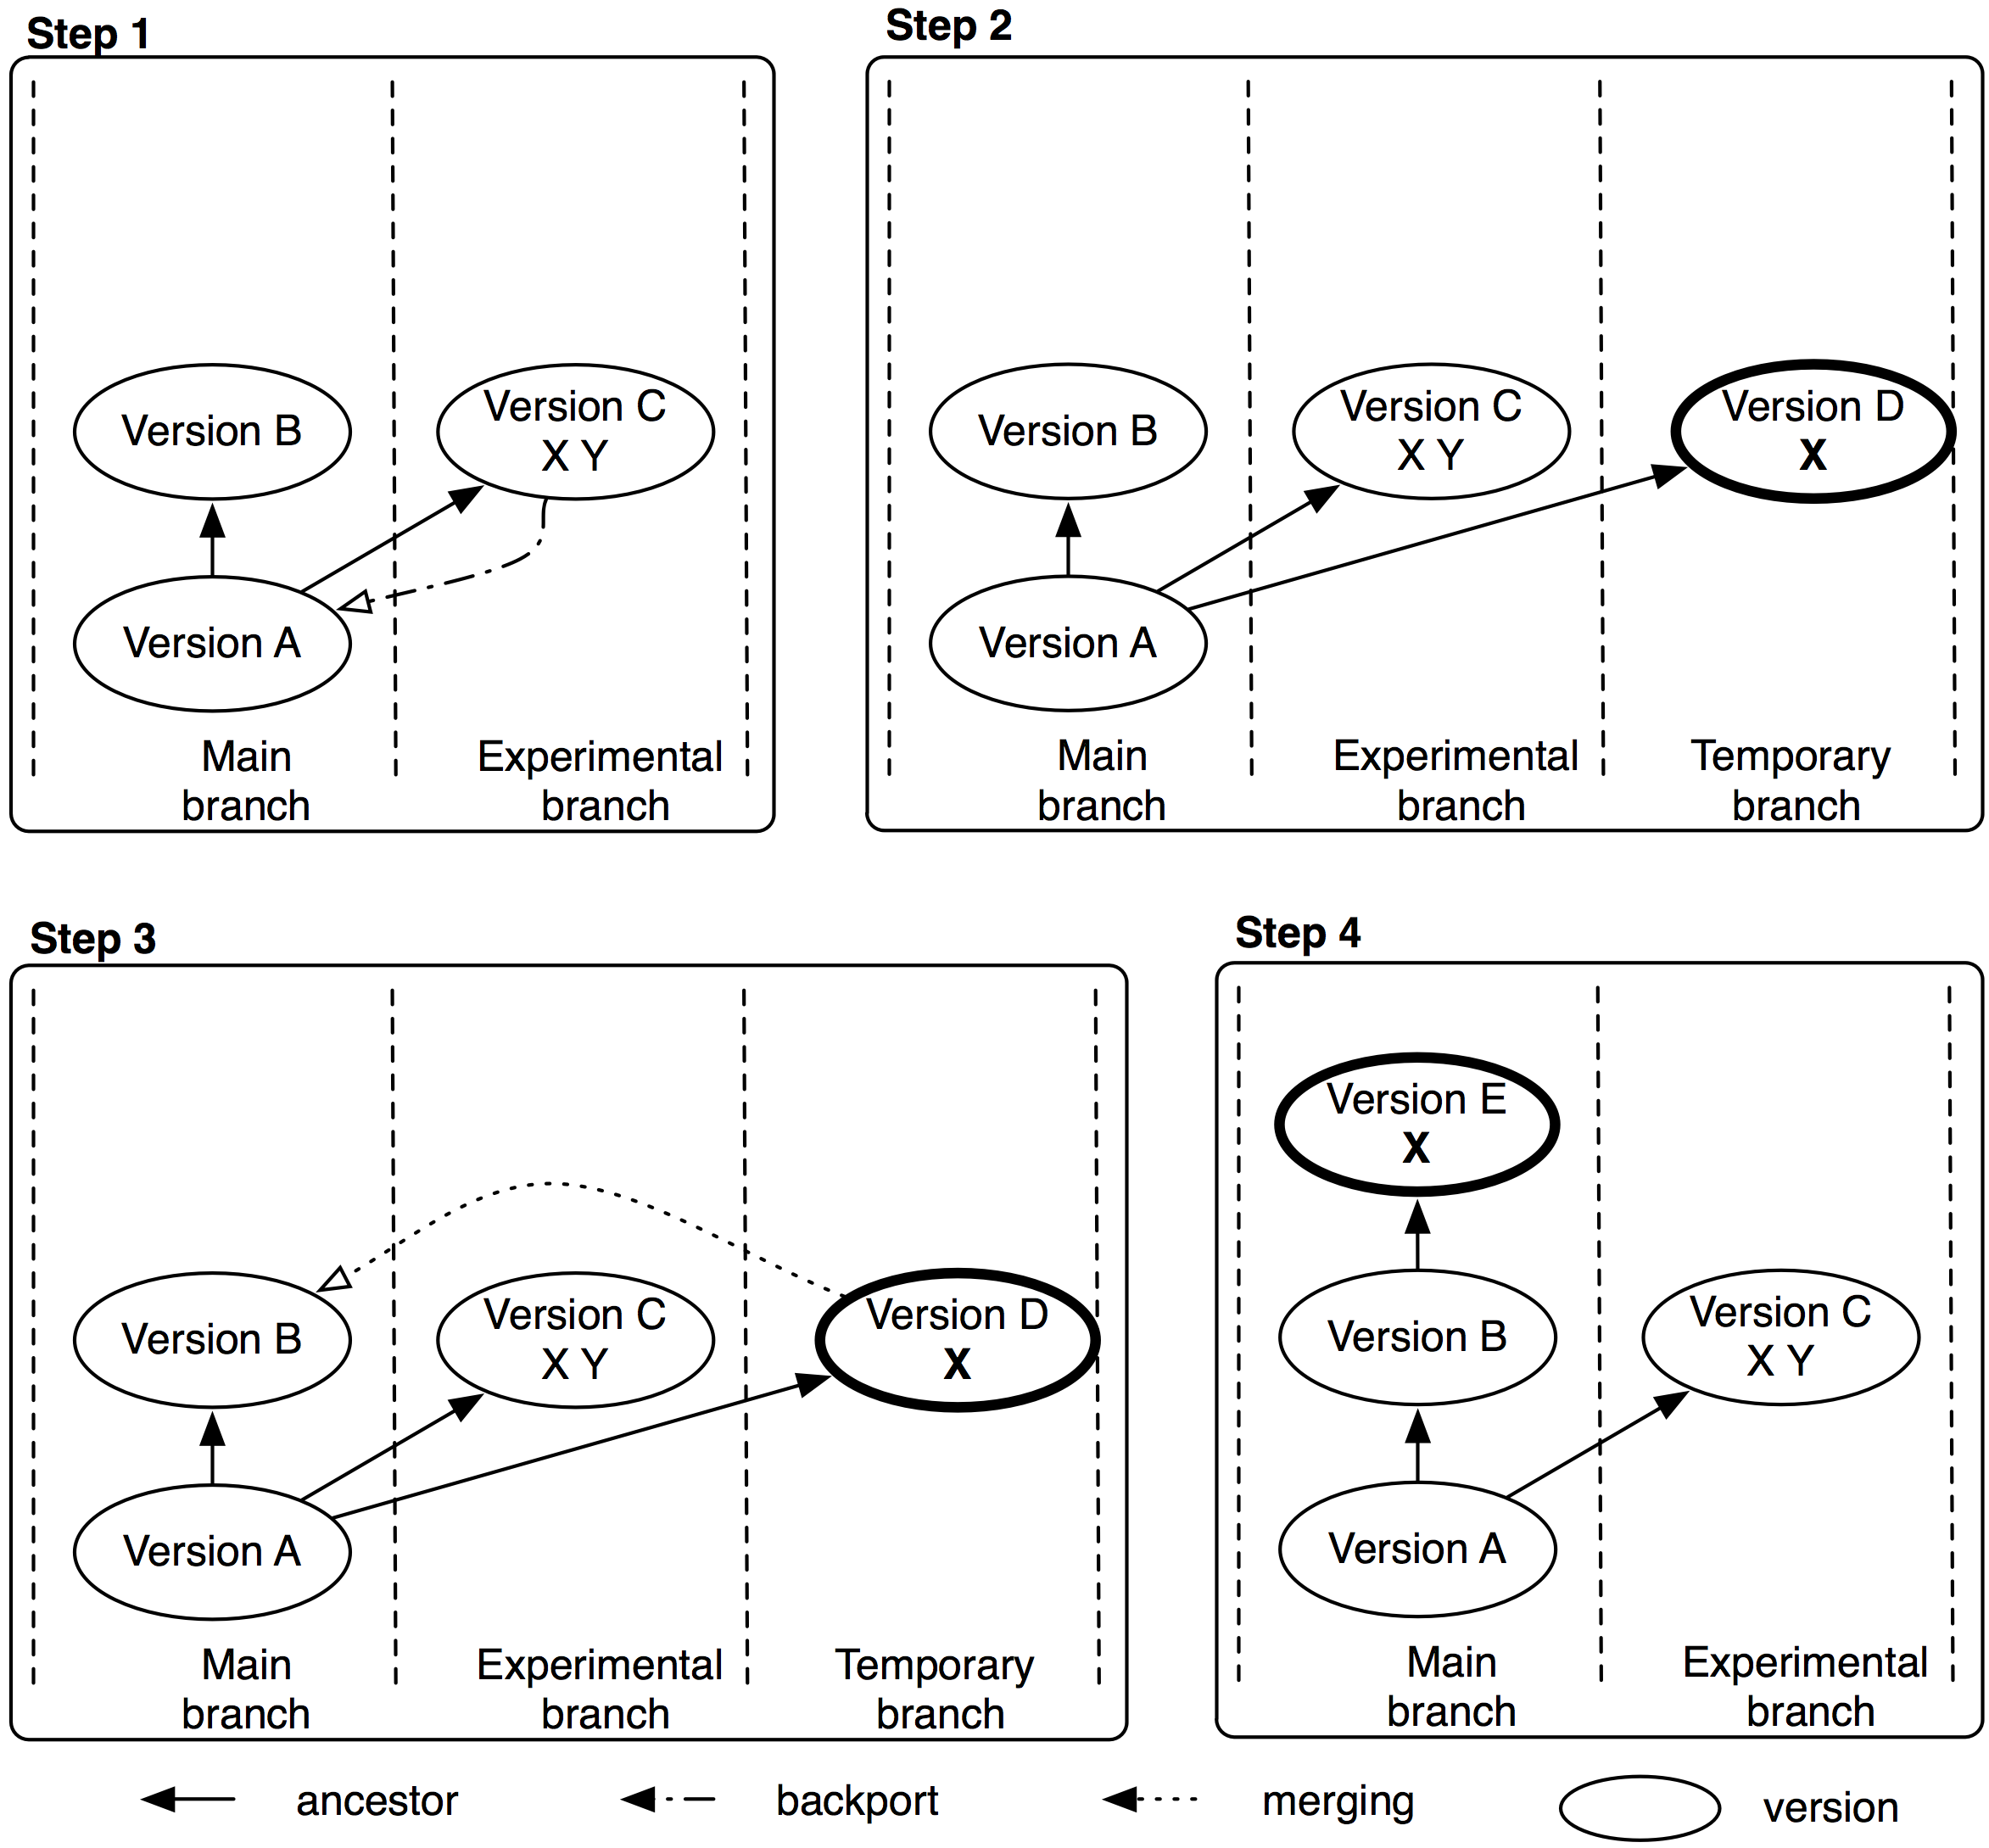 Step 1
Version B
Version C
X Y
Version A
Main
branch
Experimental
branch
Step 2
Version B
Version C
X Y
Version D
X
Version A
Main
branch
Experimental
branch
Temporary
branch
Step 3
Version B
Version C
X Y
Version D
X
Version A
Main
branch
Experimental
branch
Temporary
branch
Step 4
Version E
X
Version B
Version C
X Y
Version A
Main
branch
Experimental
branch
ancestor
backport
merging
version